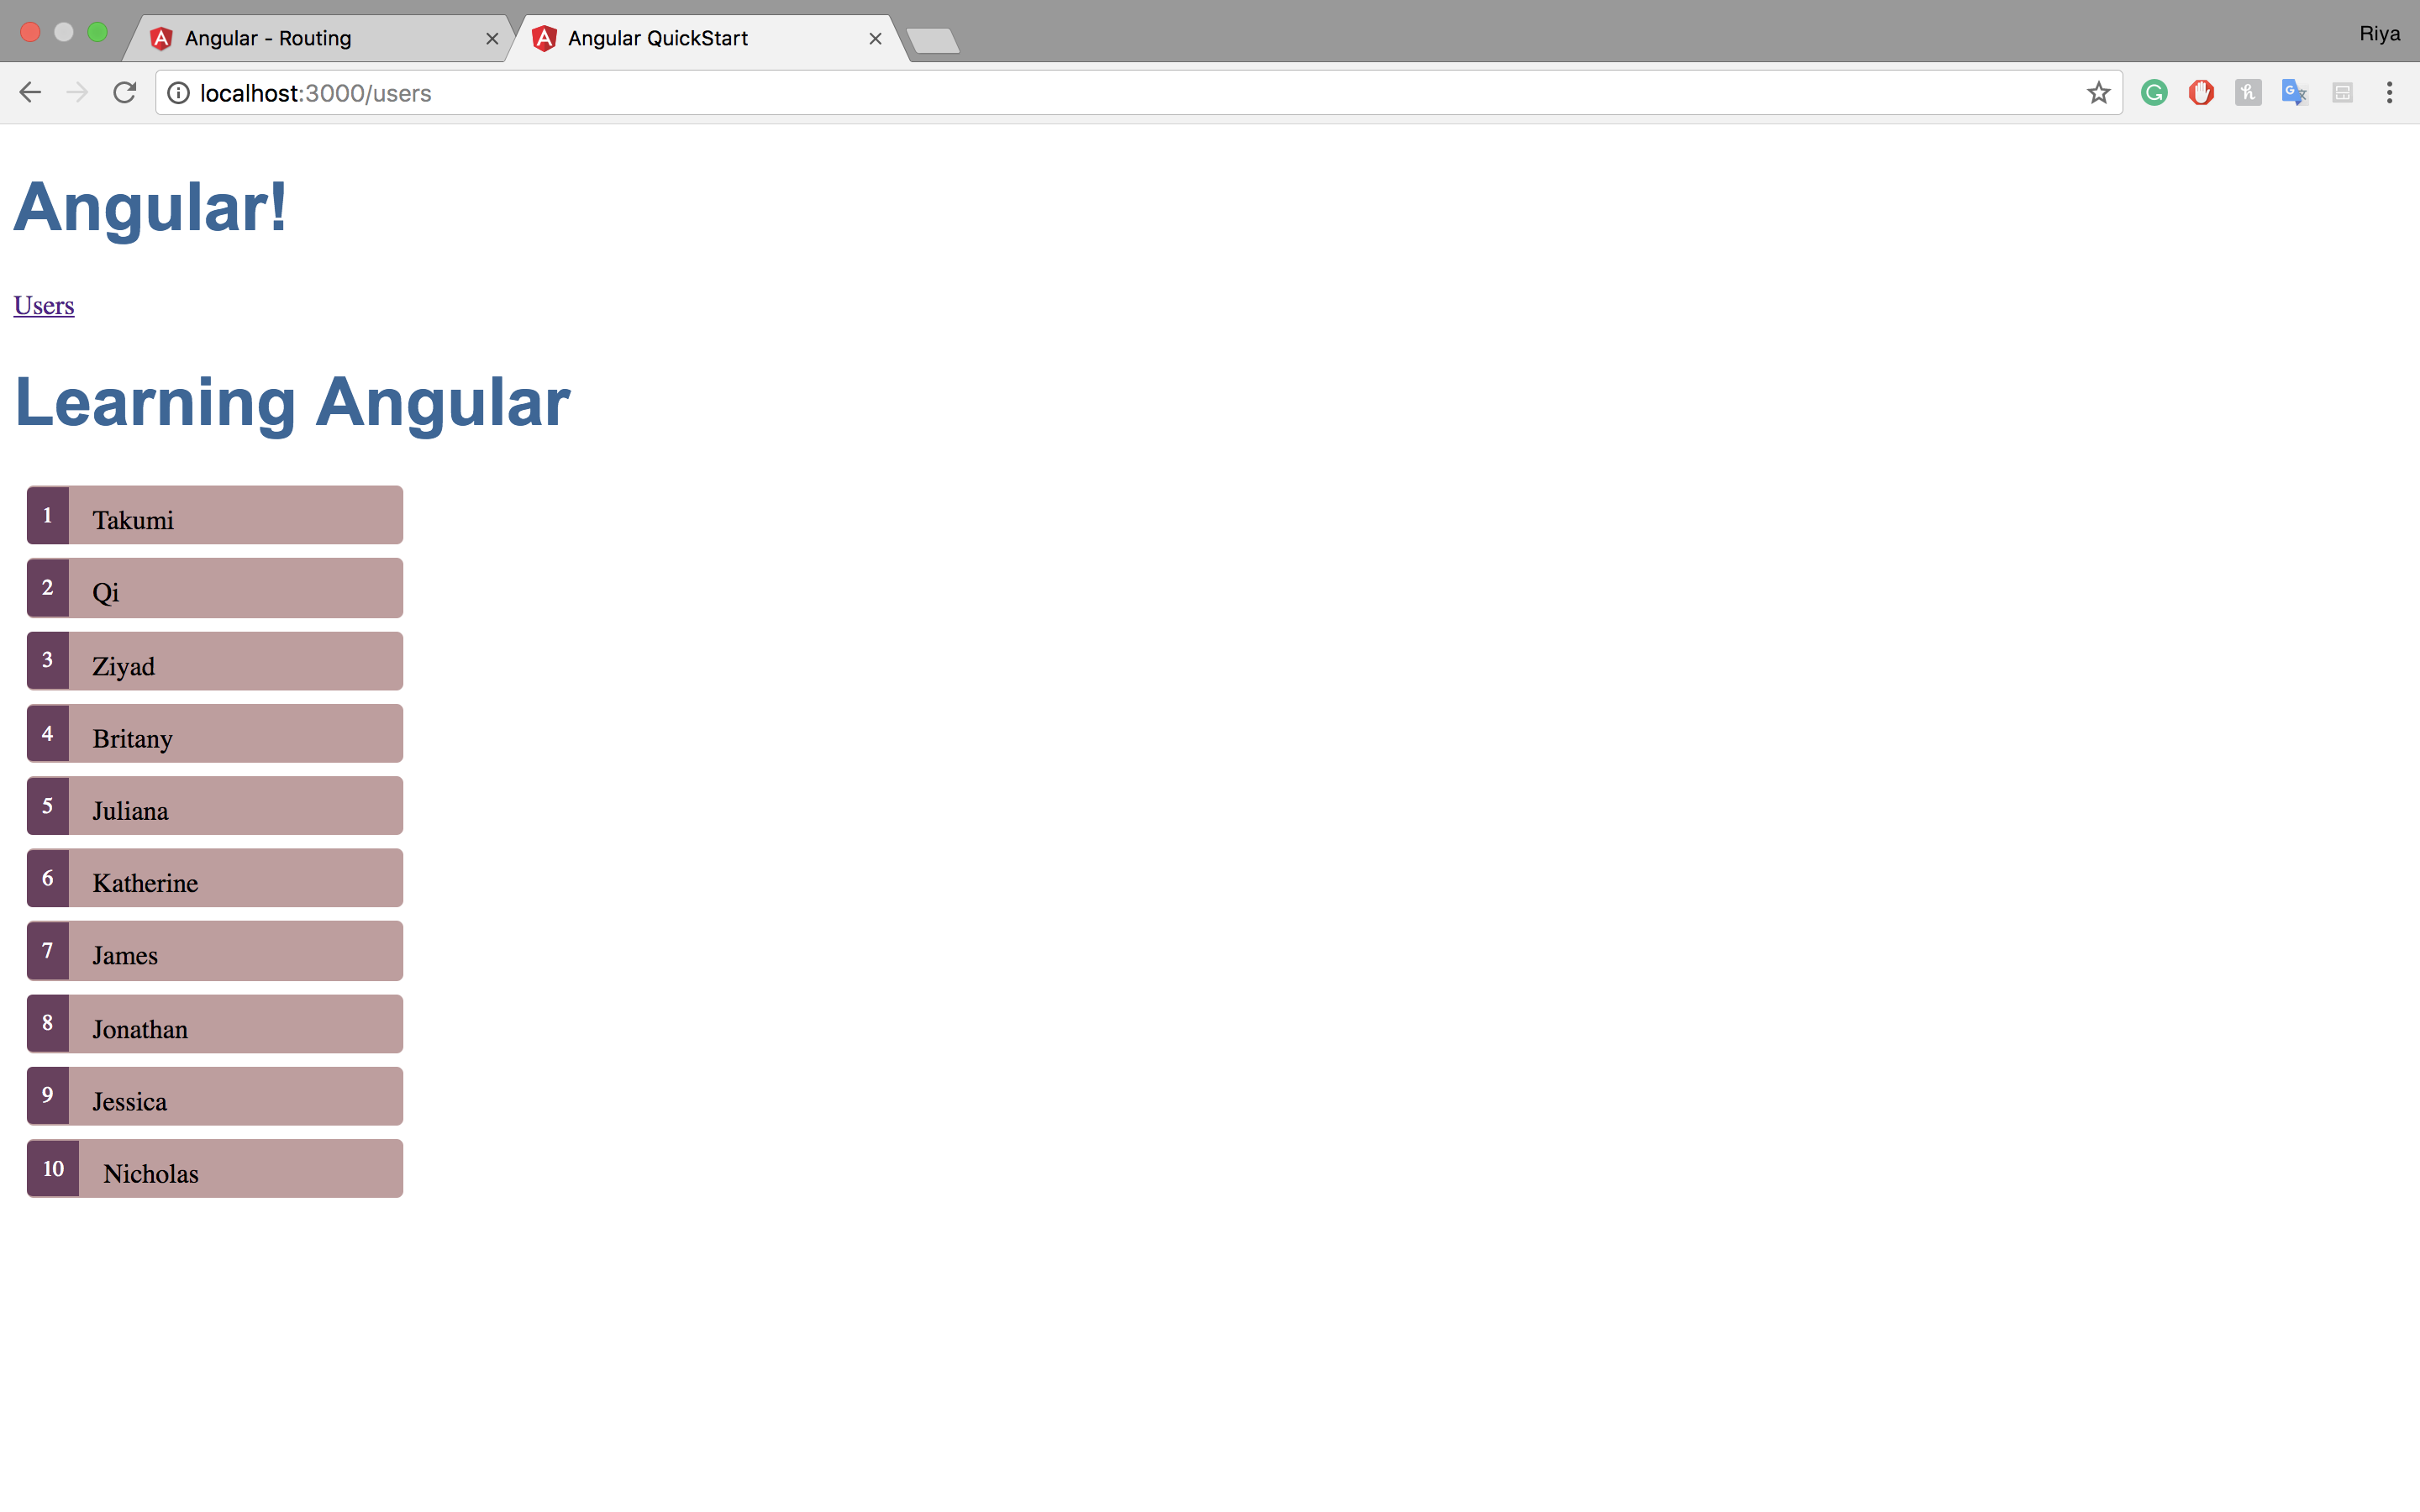 Angular - Routing
Angular QuickStart
Riya
localhost:3000/users
Angular!
Users
Learning Angular
1 Takumi
2 Qi
3 Ziyad
4 Britany
5 Juliana
6 Katherine
7 James
8 Jonathan
9 Jessica
10 Nicholas